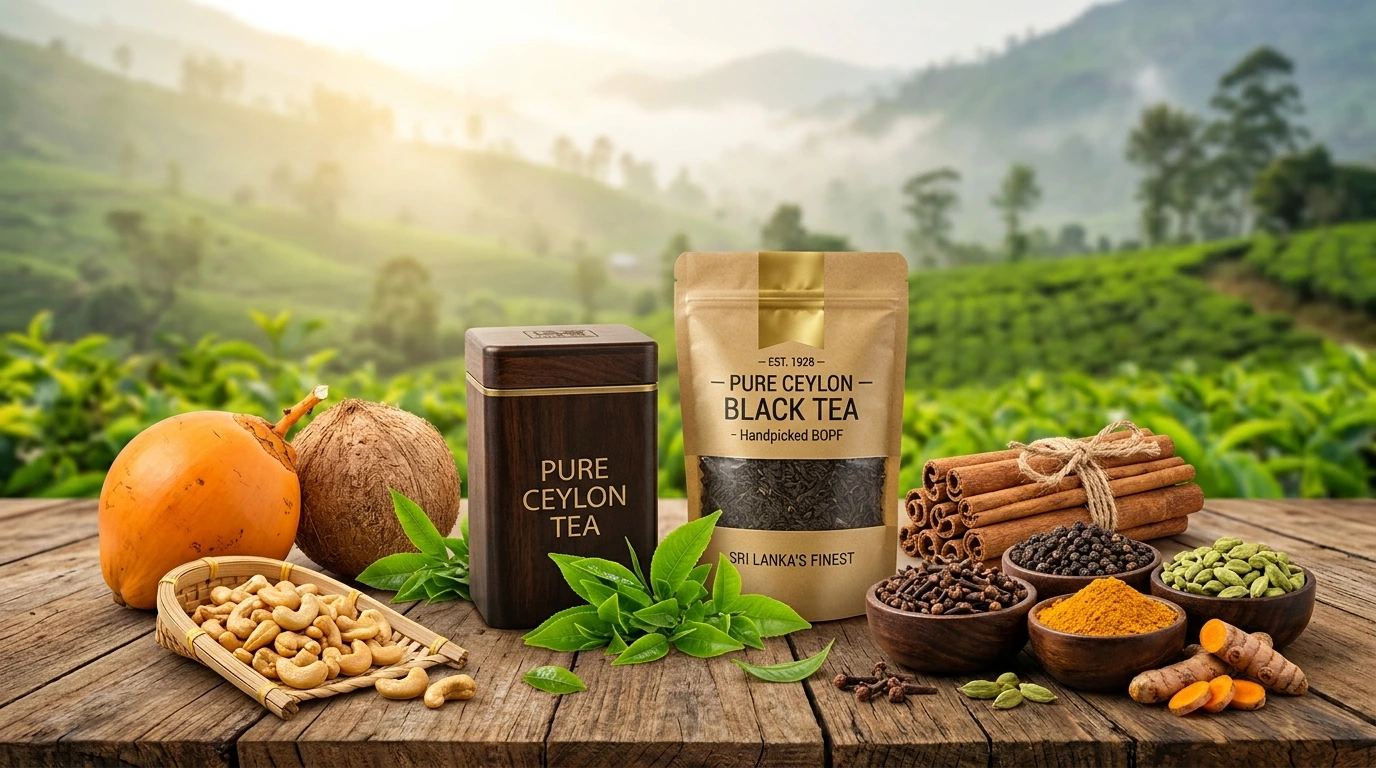 PURE
CEYLON
TEA
– EST. 1928 –
– PURE CEYLON –
BLACK TEA
- Handpicked BOPF
SRI LANKA'S FINEST